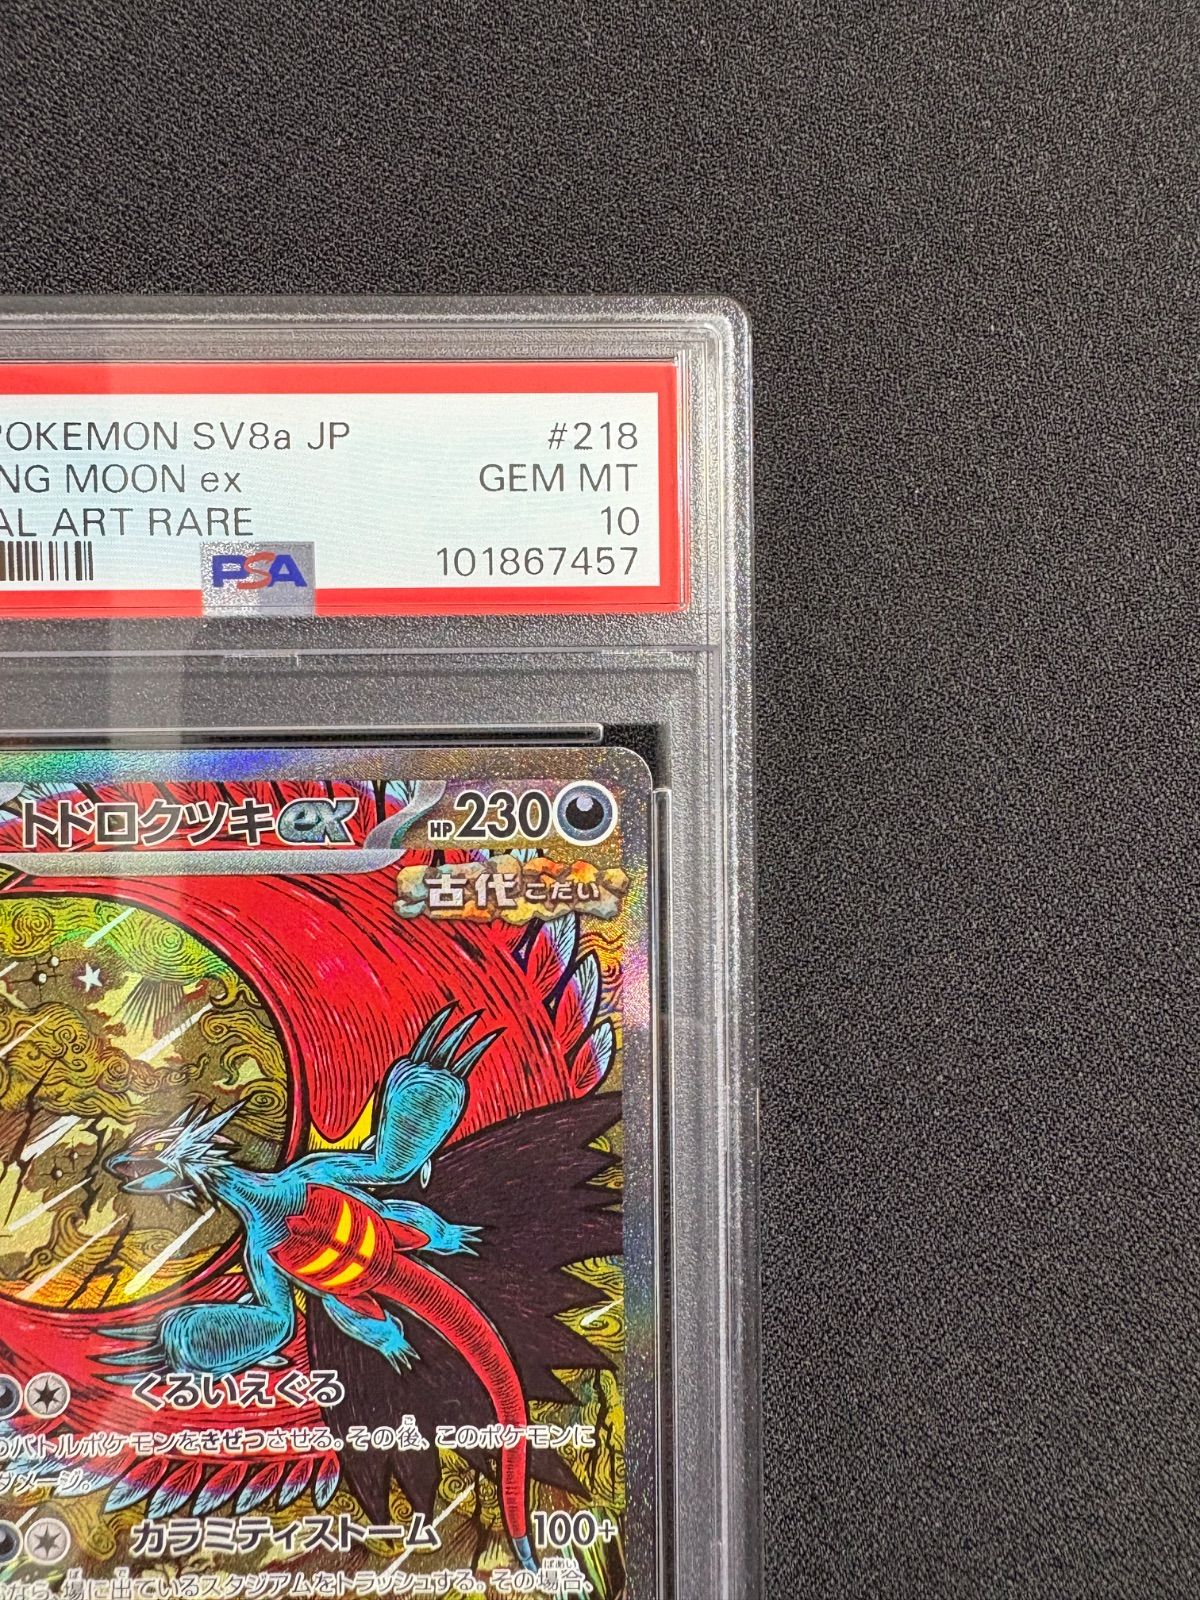 POKEMON SV8a JP #218
NG MOON ex GEM MT
AL ART RARE 10
PSA 101867457
トドロクツキex HP230
古代 こだい
くるいえぐる
のバトルポケモンをきぜつさせる。その後、このポケモンに
ダメージ。
カラミティストーム 100+
なら、場に出ているスタジアムをトラッシュする。その場合、